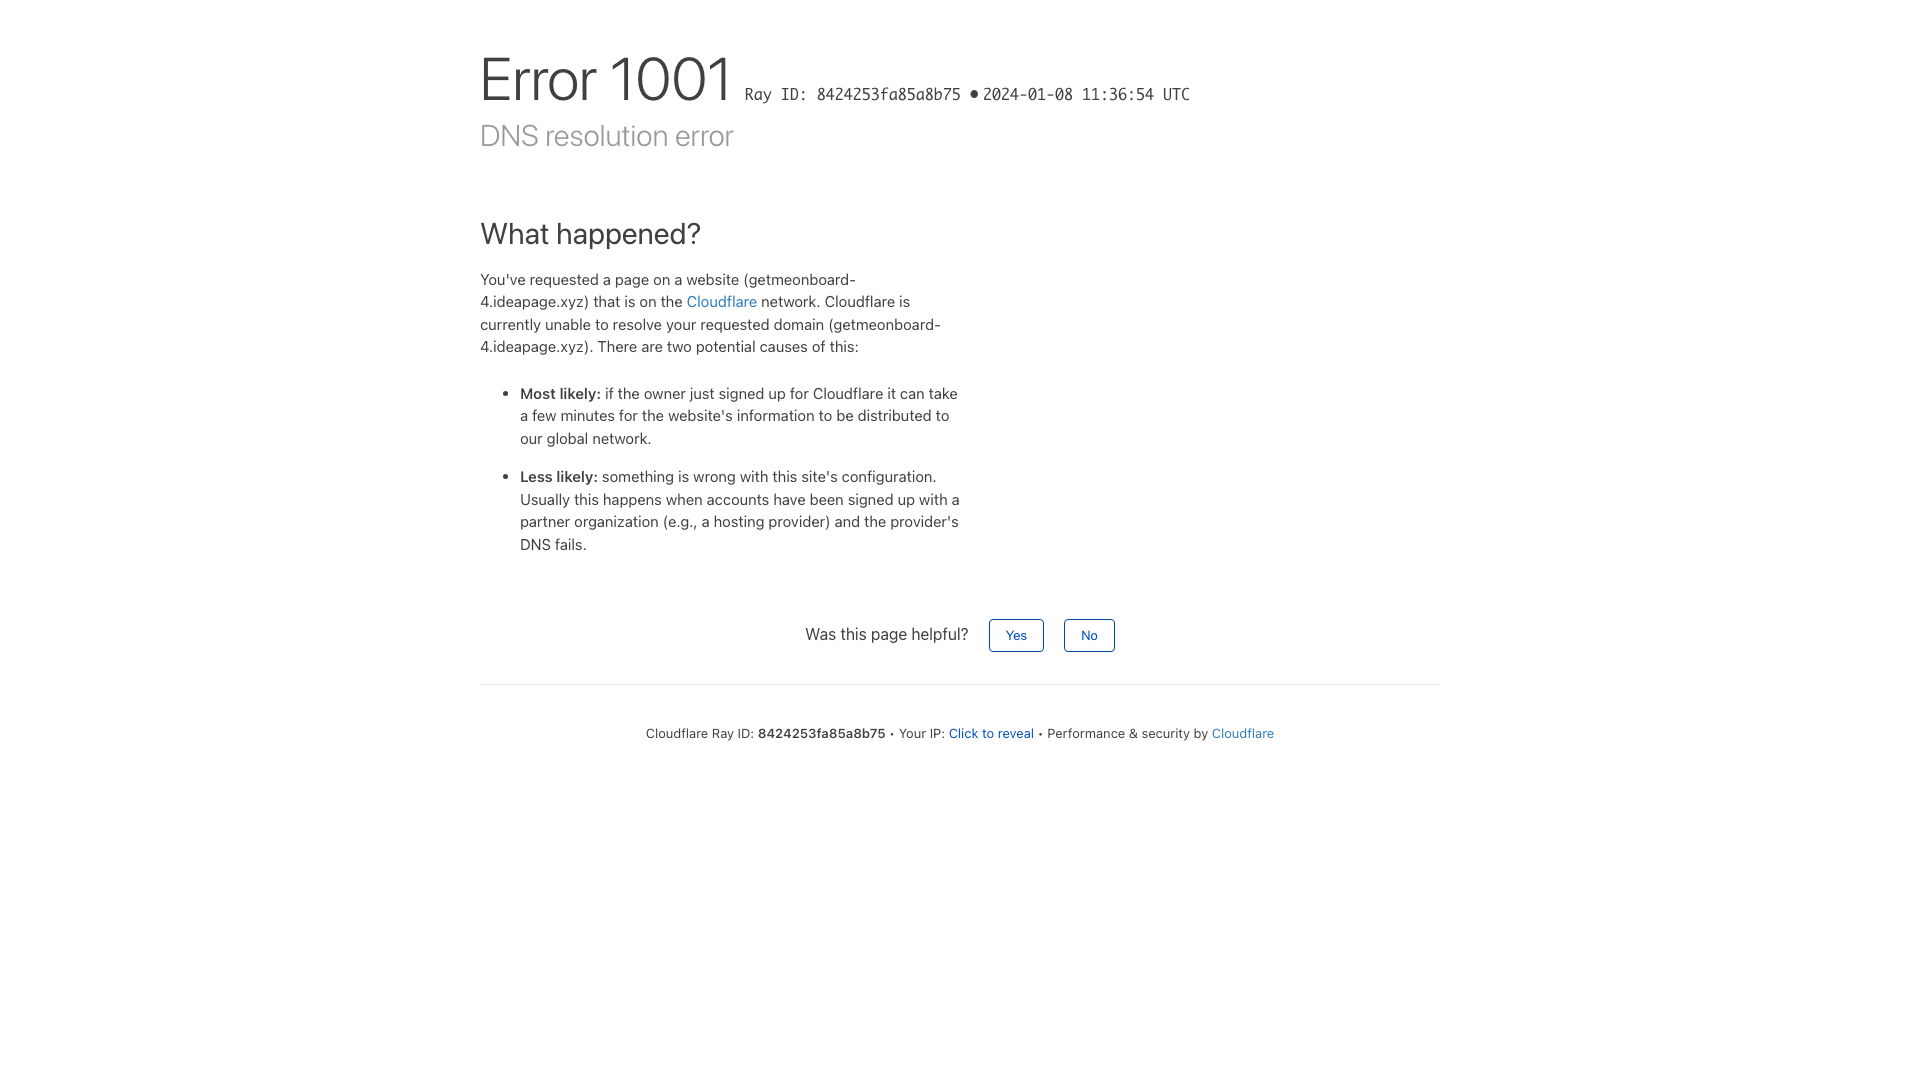 Error 1001 Ray ID: 8424253fa85a8b75 • 2024-01-08 11:36:54 UTC
DNS resolution error
What happened?
You've requested a page on a website (getmeonboard-
4.ideapage.xyz) that is on the Cloudflare network. Cloudflare is
currently unable to resolve your requested domain (getmeonboard-
4.ideapage.xyz). There are two potential causes of this:
• Most likely: if the owner just signed up for Cloudflare it can take
a few minutes for the website's information to be distributed to
our global network.
• Less likely: something is wrong with this site's configuration.
Usually this happens when accounts have been signed up with a
partner organization (e.g., a hosting provider) and the provider's
DNS fails.
Was this page helpful? Yes No
Cloudflare Ray ID: 8424253fa85a8b75 • Your IP: Click to reveal • Performance & security by Cloudflare